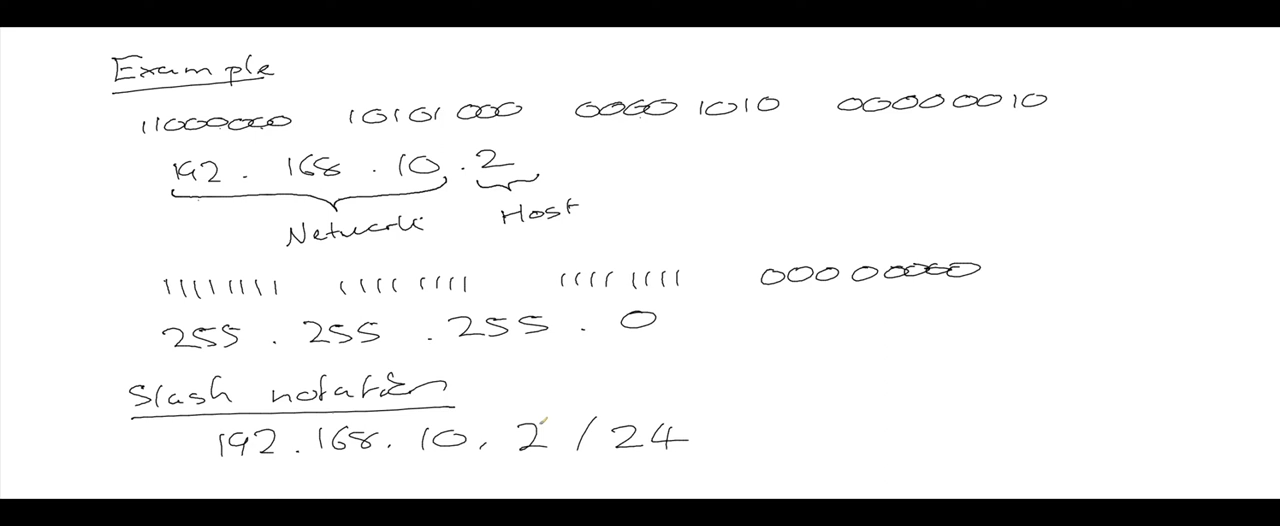 Example
11000000 10101000 00001010 00000010
192 . 168 . 10 . 2
Network Host
11111111 11111111 11111111 00000000
255 . 255 . 255 . 0
Slash notation
192 . 168 . 10 . 2 / 24